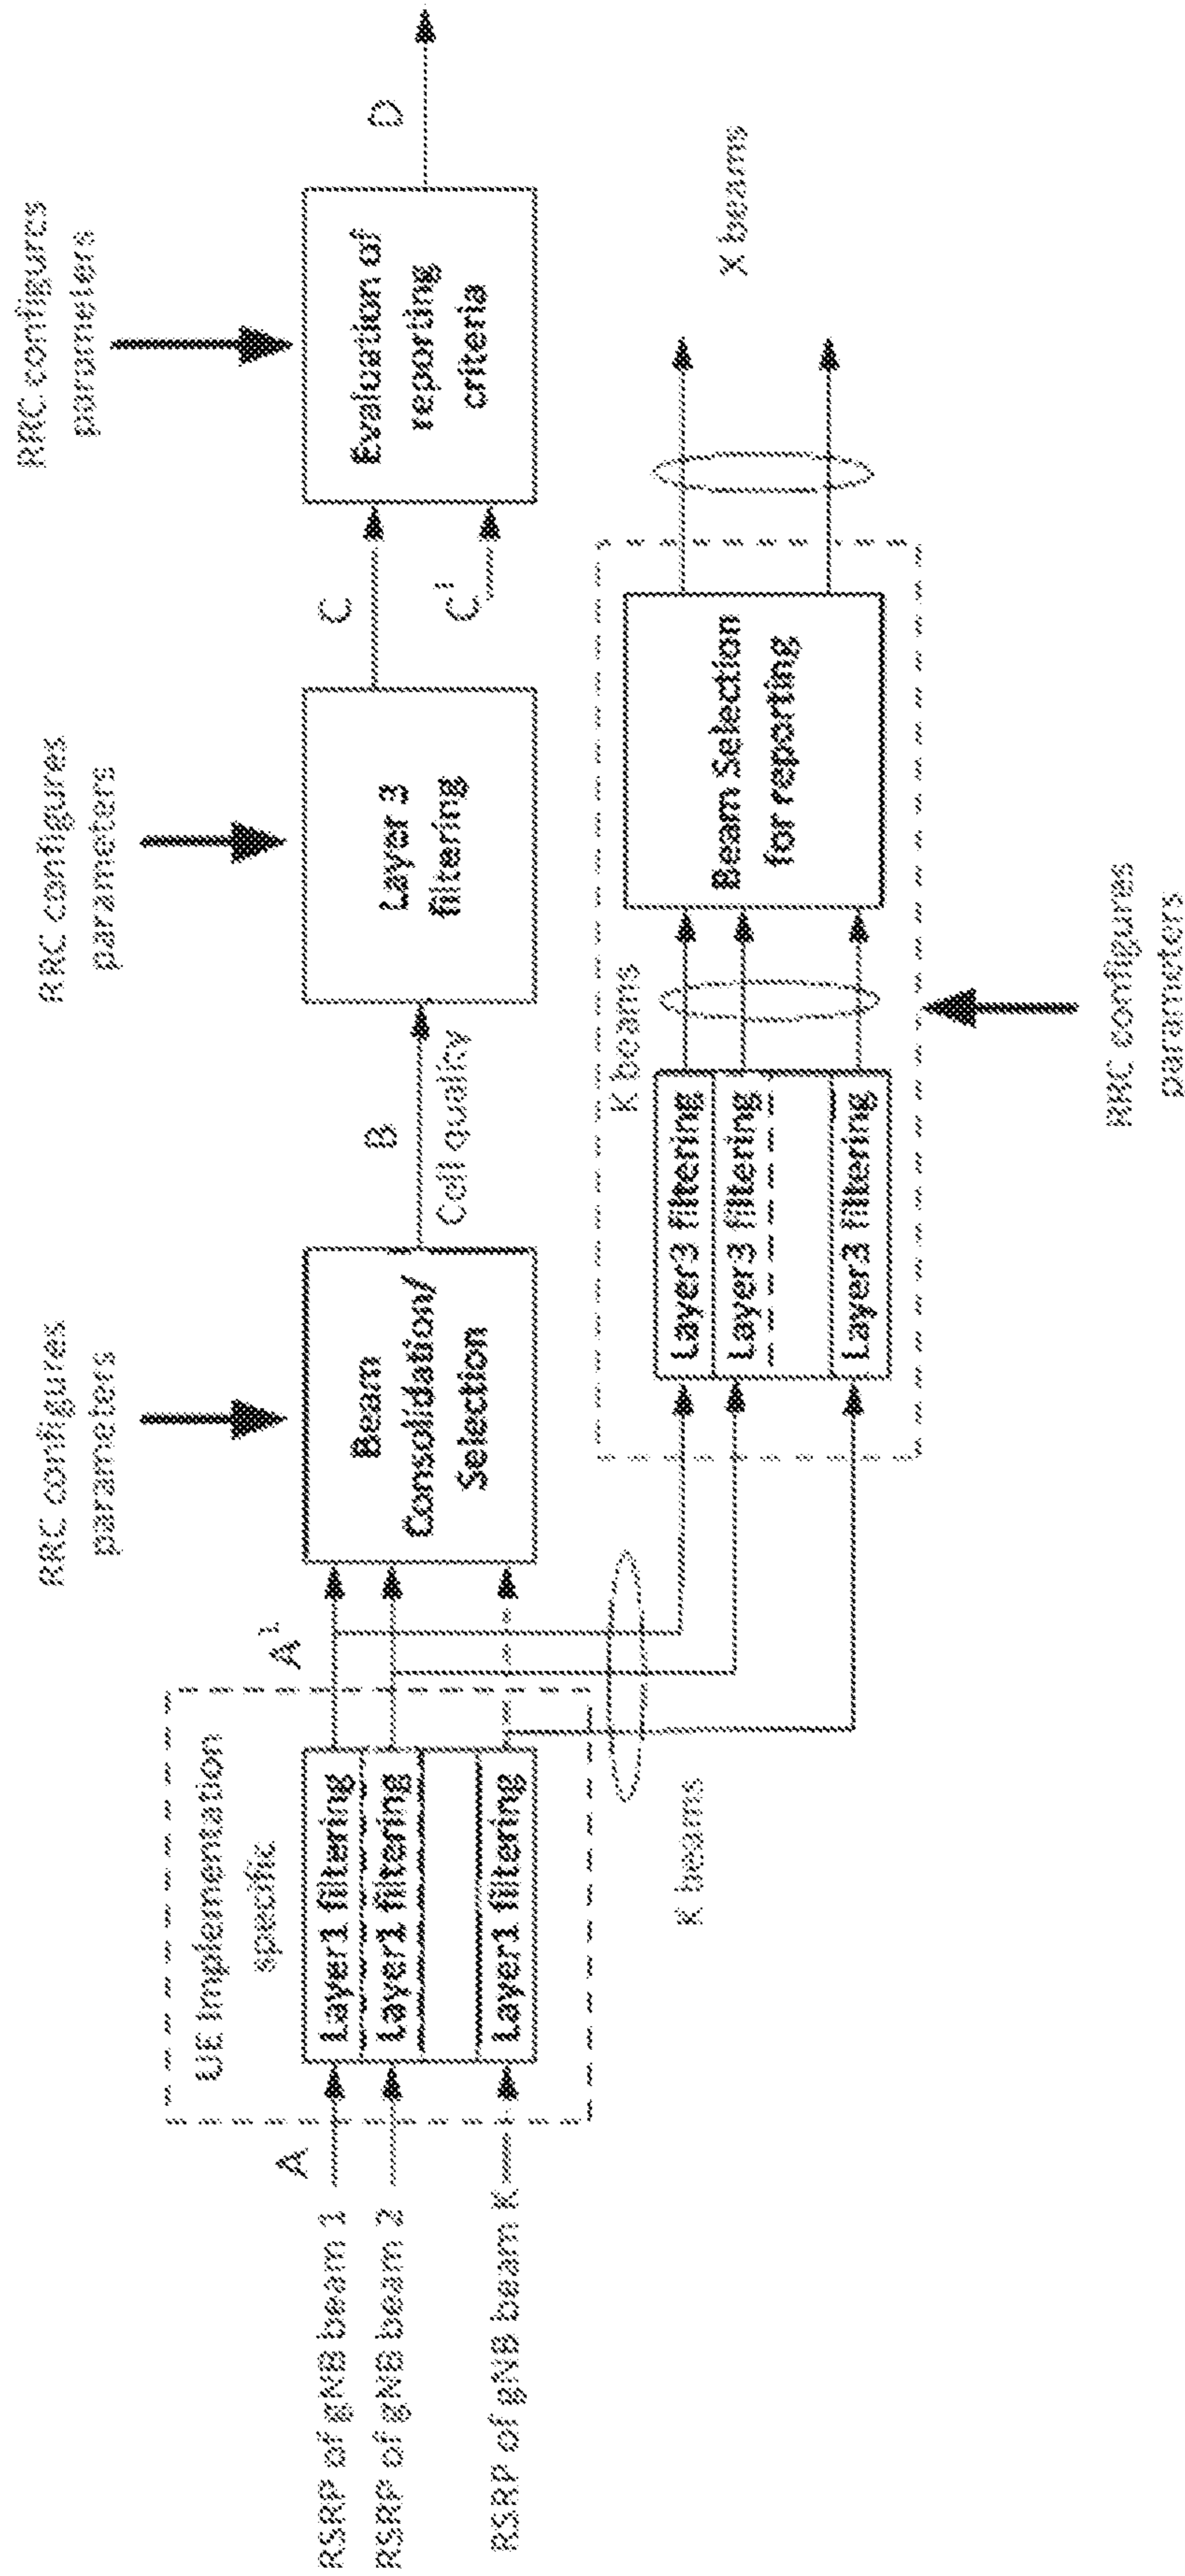 RSRP of gNB beam 1
RSRP of gNB beam 2
RSRP of gNB beam K
A
UE Implementation
specific
Layer1 filtering
Layer1 filtering
Layer1 filtering
A¹
K beams
RRC configures
parameters
Beam
Consolidation/
Selection
B
Cell quality
RRC configures
parameters
Layer 3
filtering
C
C¹
RRC configures
parameters
Evaluation of
reporting
criteria
D
Layer3 filtering
Layer3 filtering
Layer3 filtering
K beams
Beam Selection
for reporting
X beams
RRC configures
parameters